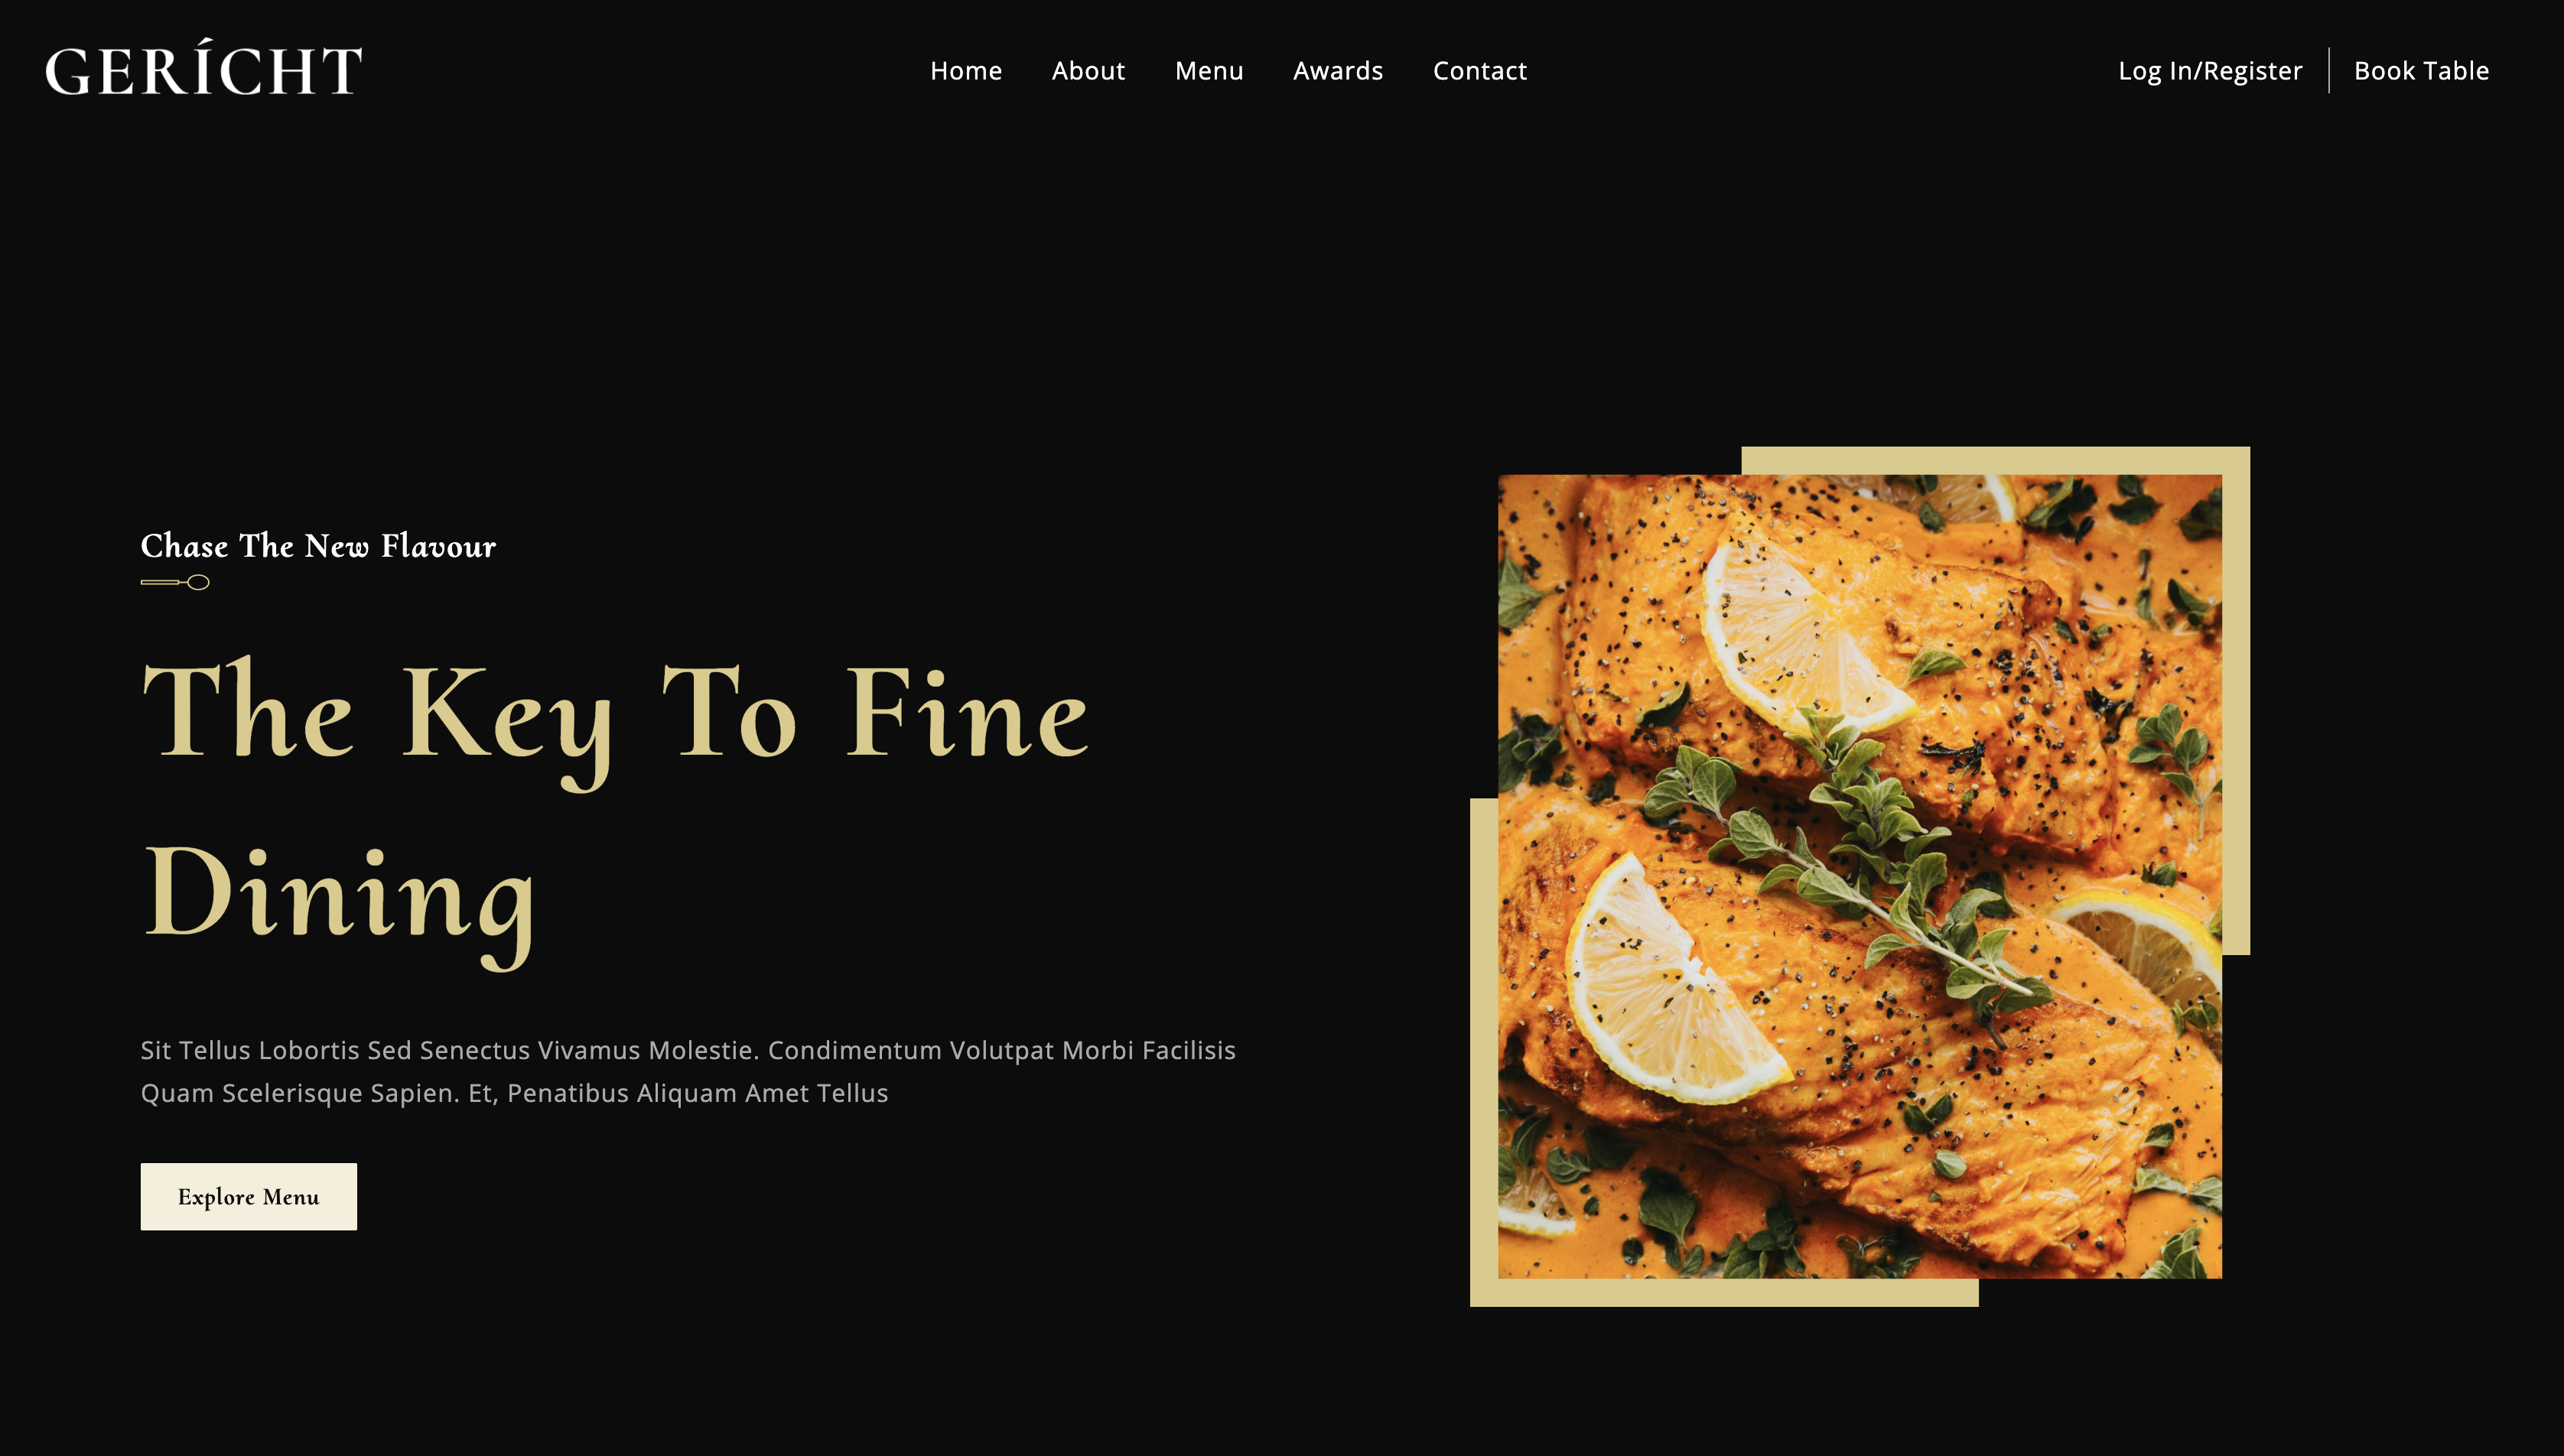 GERÍCHT
Home About Menu Awards Contact
Log In/Register Book Table
Chase The New Flavour
The Key To Fine
Dining
Sit Tellus Lobortis Sed Senectus Vivamus Molestie. Condimentum Volutpat Morbi Facilisis
Quam Scelerisque Sapien. Et, Penatibus Aliquam Amet Tellus
Explore Menu